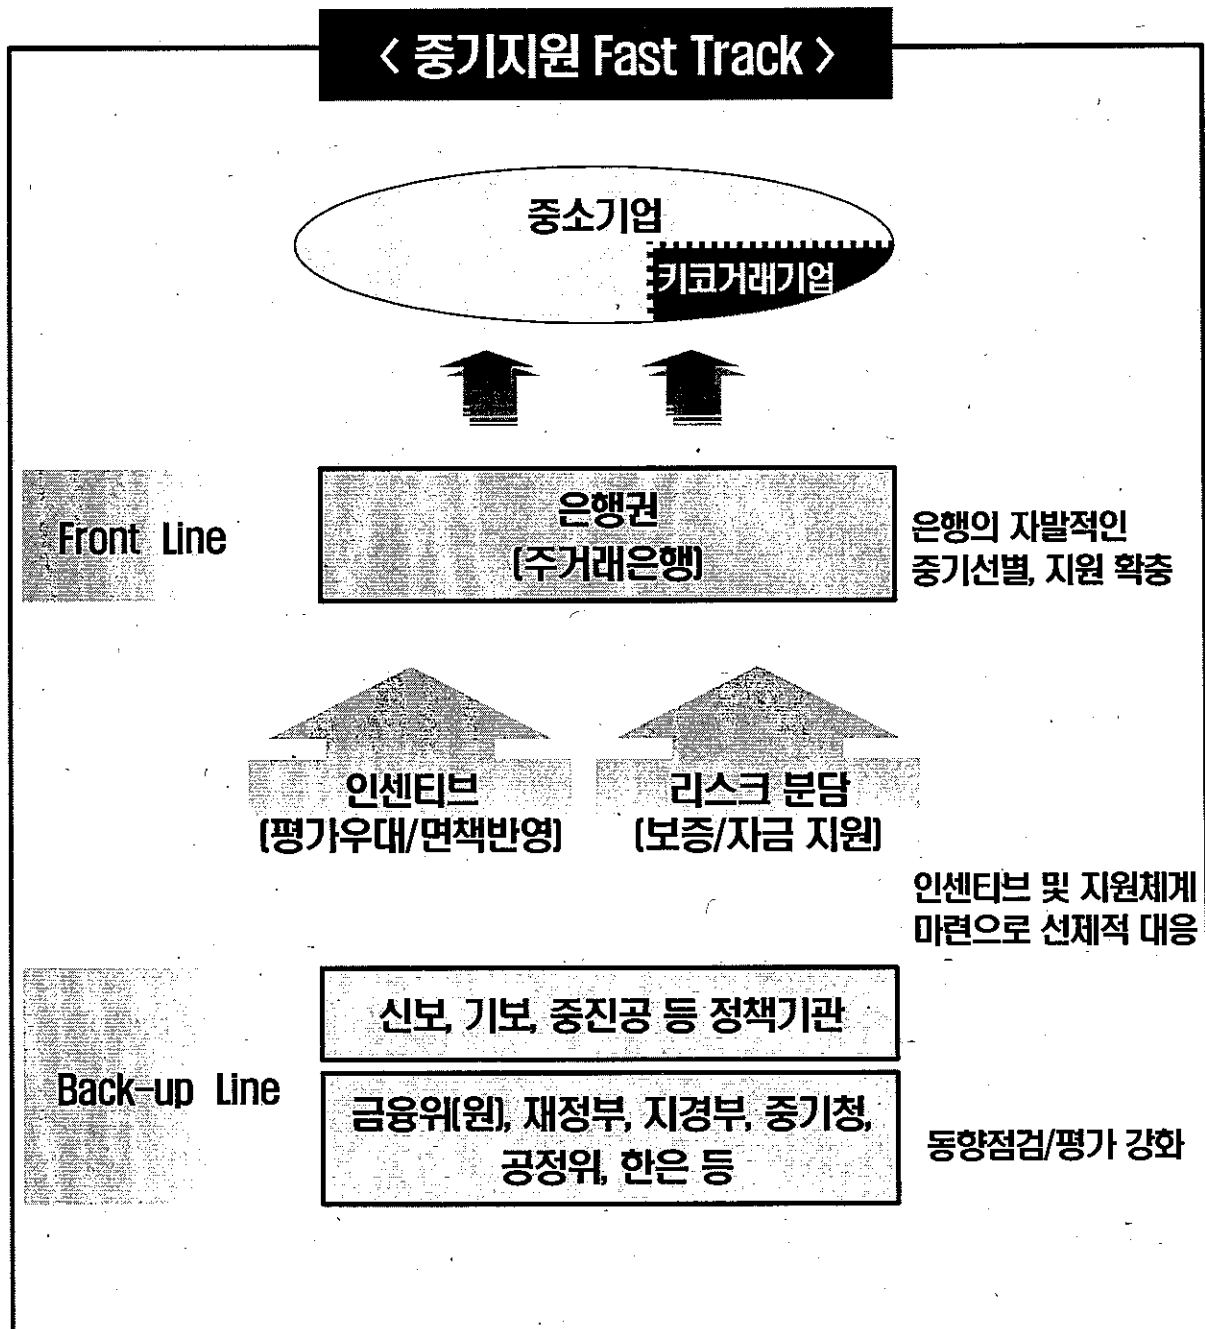 < 중기지원 Fast Track >
중소기업
키코거래기업
Front Line
은행권
(주거래은행)
은행의 자발적인
중기선별, 지원 확충
인센티브
(평가우대/면책반영)
리스크 분담
(보증/자금 지원)
인센티브 및 지원체계
마련으로 선제적 대응
Back-up Line
신보, 기보, 중진공 등 정책기관
금융위(원), 재정부, 지경부, 중기청,
공정위, 한은 등
동향점검/평가 강화